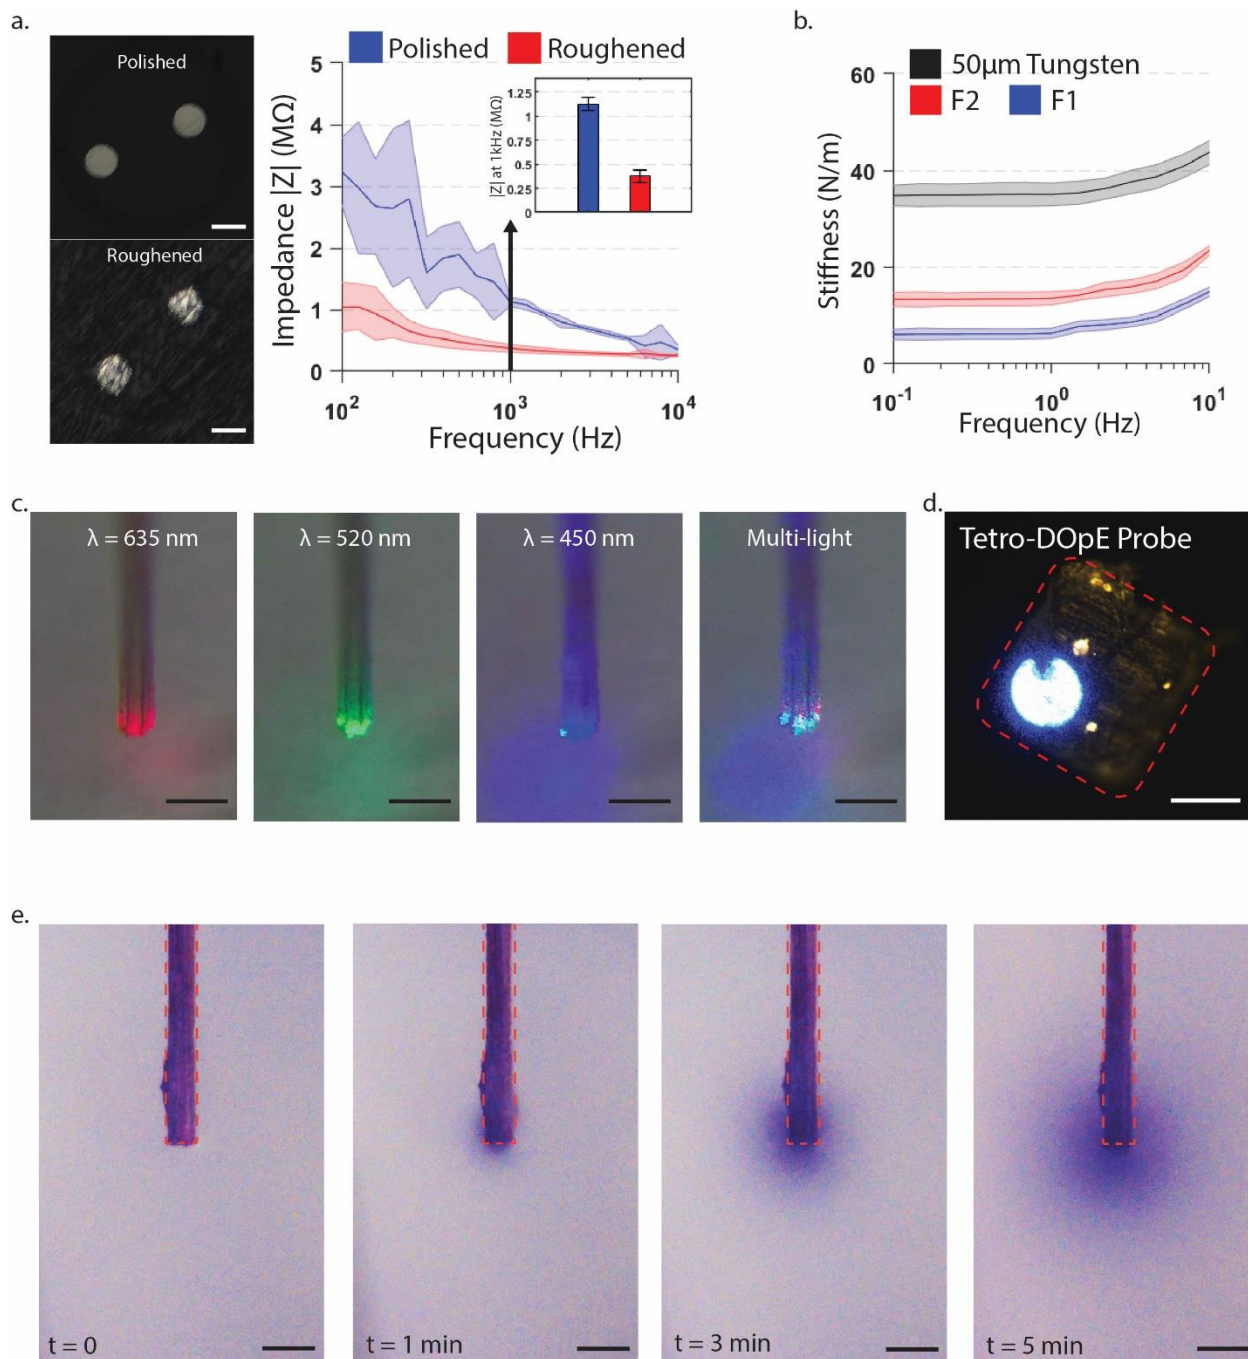 a.
Polished
Roughened
Polished Roughened
Impedance |Z| (MΩ)
5
4
3
2
1
0
10² 10³ 10⁴
Frequency (Hz)
|Z| at 1kHz (MΩ)
1.25
1
0.75
0.5
0.25
0
b.
50μm Tungsten
F2 F1
Stiffness (N/m)
60
40
20
0
10⁻¹ 10⁰ 10¹
Frequency (Hz)
c.
λ = 635 nm
λ = 520 nm
λ = 450 nm
Multi-light
d.
Tetro-DOpE Probe
e.
t = 0
t = 1 min
t = 3 min
t = 5 min